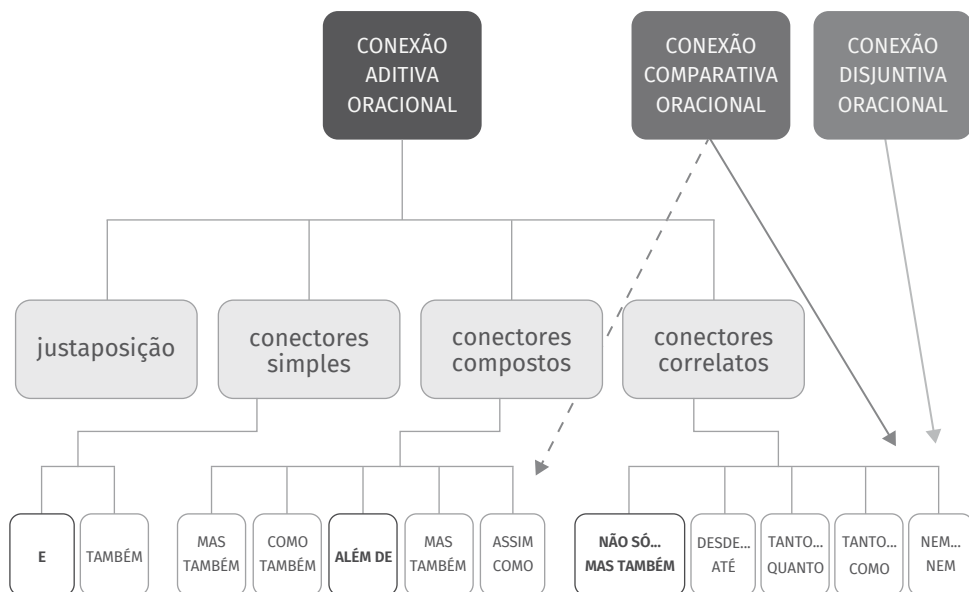 CONEXÃO
ADITIVA
ORACIONAL
CONEXÃO
COMPARATIVA
ORACIONAL
CONEXÃO
DISJUNTIVA
ORACIONAL
justaposição
conectores
simples
conectores
compostos
conectores
correlatos
E
TAMBÉM
MAS
TAMBÉM
COMO
TAMBÉM
ALÉM DE
MAS
TAMBÉM
ASSIM
COMO
NÃO SÓ...
MAS TAMBÉM
DESDE...
ATÉ
TANTO...
QUANTO
TANTO...
COMO
NEM...
NEM